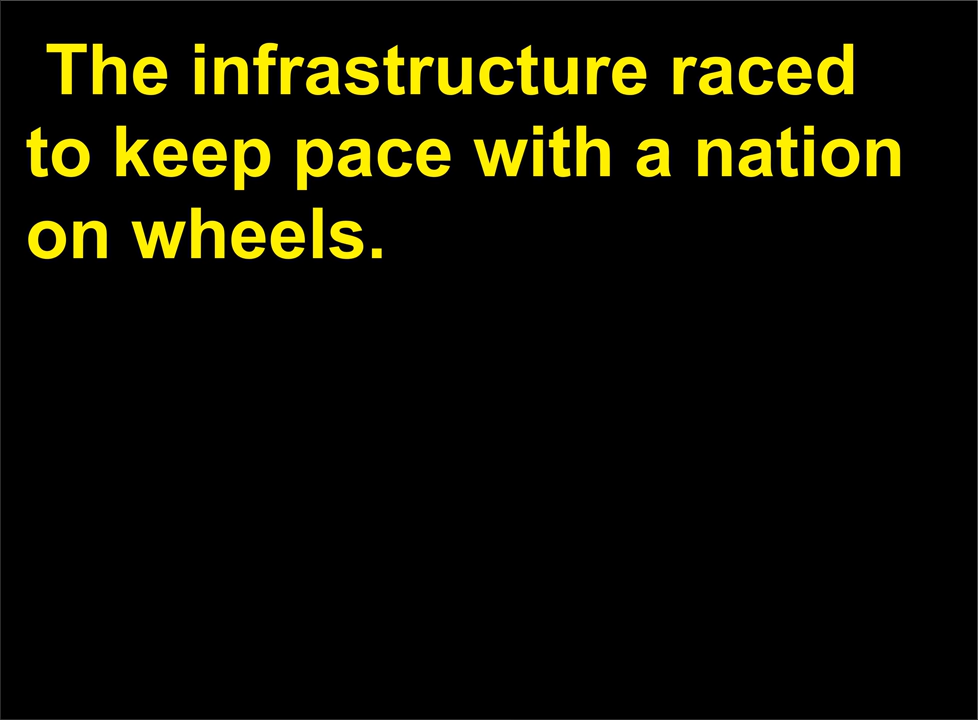 The infrastructure raced
to keep pace with a nation
on wheels.